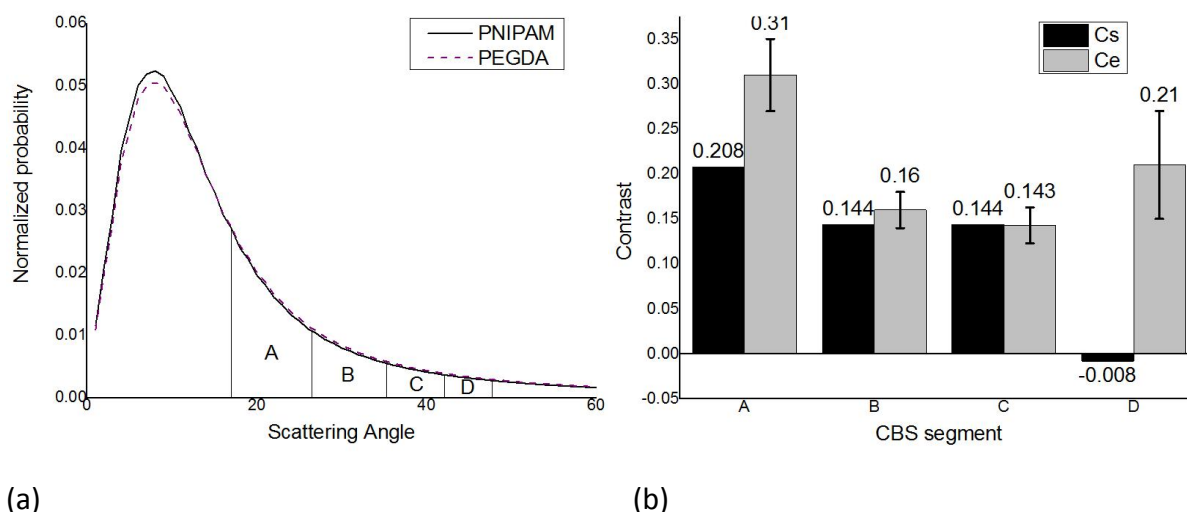 0.06
0.05
0.04
0.03
0.02
0.01
0.00
Normalized probability
PNIPAM
PEGDA
A
B
C
D
0 20 40 60
Scattering Angle
(a)
0.35
0.30
0.25
0.20
0.15
0.10
0.05
0.00
-0.05
Contrast
Cs
Ce
0.31
0.208
0.16
0.144
0.144
0.143
0.21
-0.008
A B C D
CBS segment
(b)